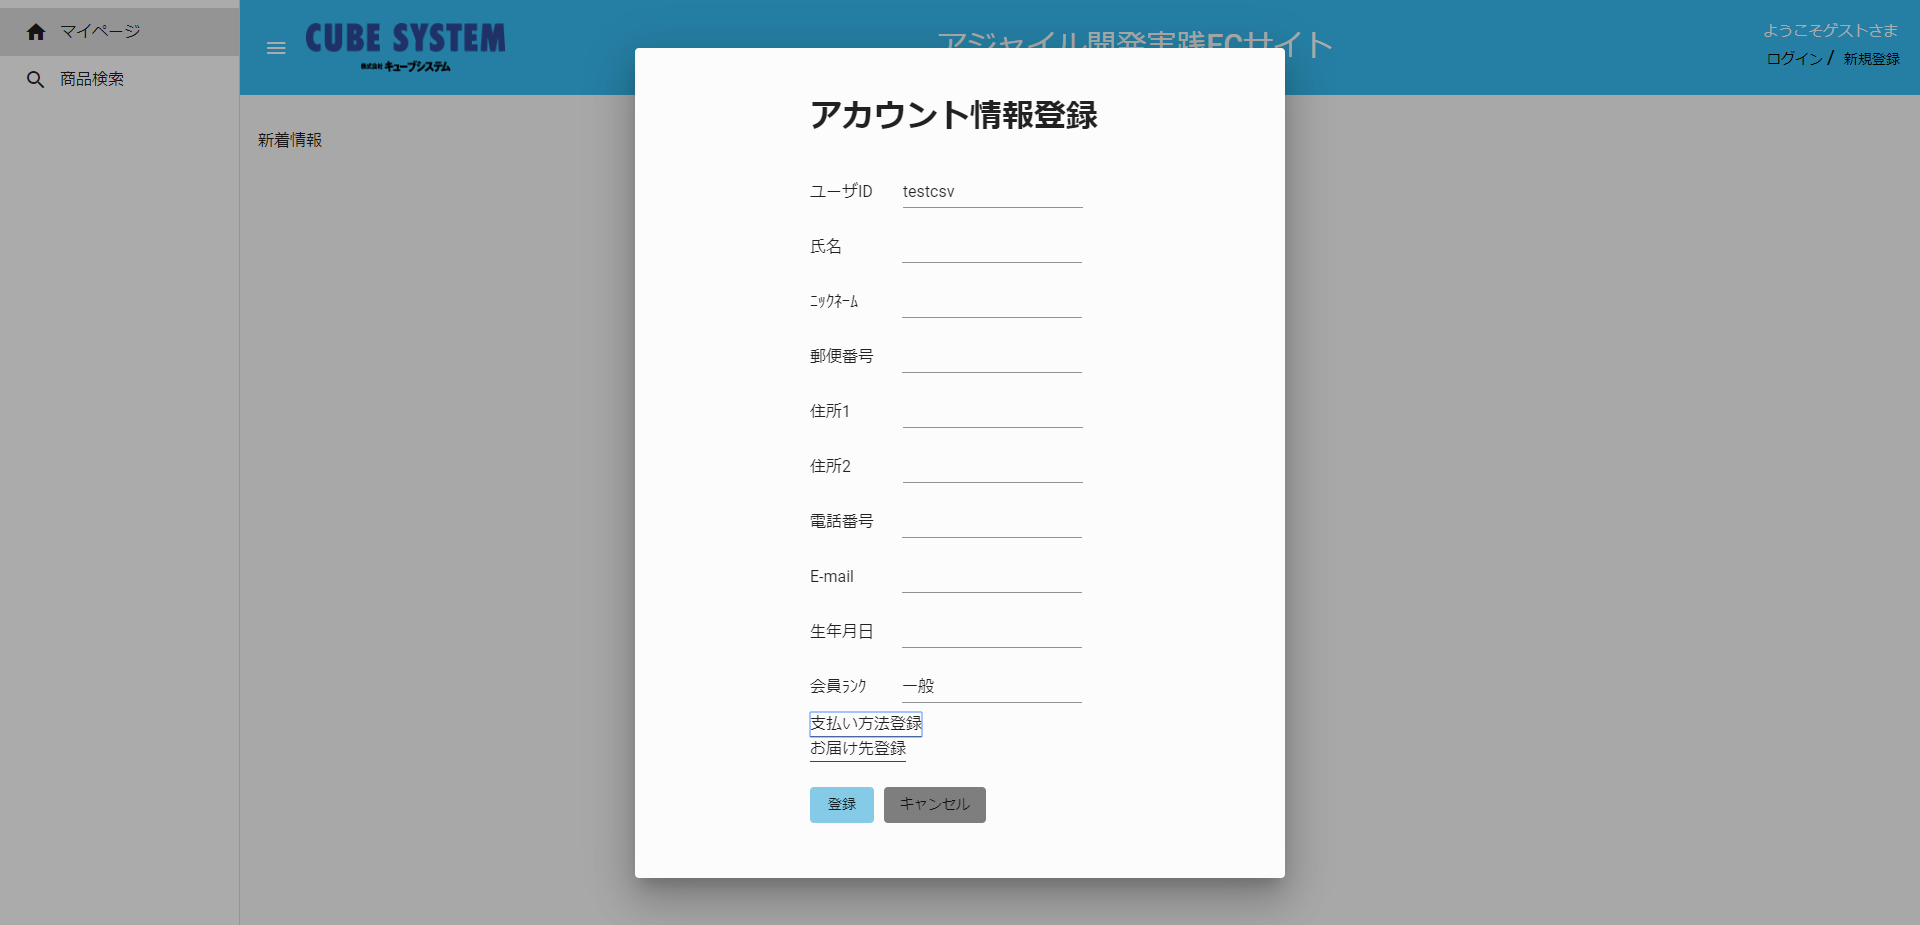 マイページ
商品検索
CUBE SYSTEM
株式会社 キューブシステム
アジャイル開発実践ECサイト
ようこそゲストさま
ログイン / 新規登録
新着情報
アカウント情報登録
ユーザID testcsv
氏名
ﾆｯｸﾈｰﾑ
郵便番号
住所1
住所2
電話番号
E-mail
生年月日
会員ﾗﾝｸ 一般
支払い方法登録
お届け先登録
登録 キャンセル